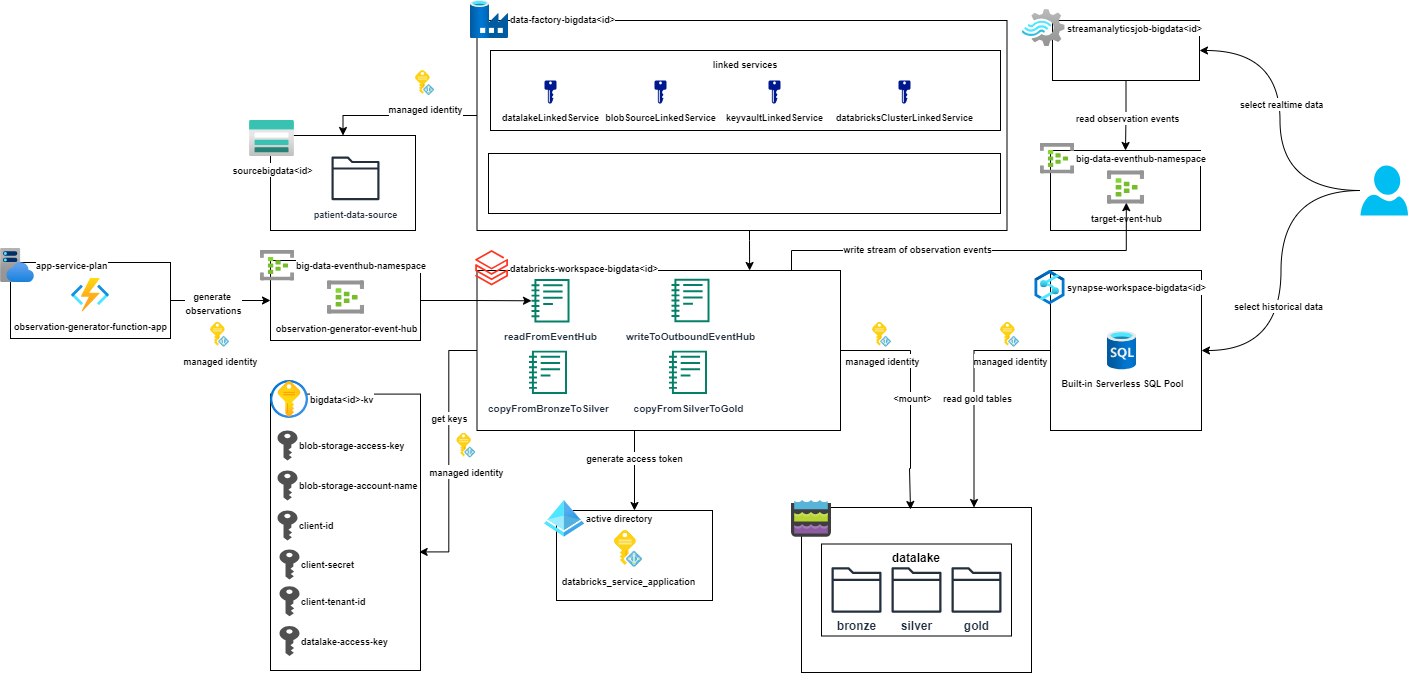 data-factory-bigdata<id>
linked services
datalakeLinkedService
blobSourceLinkedService
keyvaultLinkedService
databricksClusterLinkedService
managed identity
sourcebigdata<id>
patient-data-source
streamanalyticsjob-bigdata<id>
select realtime data
read observation events
big-data-eventhub-namespace
target-event-hub
write stream of observation events
app-service-plan
observation-generator-function-app
generate
observations
managed identity
big-data-eventhub-namespace
observation-generator-event-hub
databricks-workspace-bigdata<id>
readFromEventHub
writeToOutboundEventHub
copyFromBronzeToSilver
copyFromSilverToGold
managed identity
<mount>
managed identity
read gold tables
synapse-workspace-bigdata<id>
SQL
Built-in Serverless SQL Pool
select historical data
get keys
managed identity
bigdata<id>-kv
blob-storage-access-key
blob-storage-account-name
client-id
client-secret
client-tenant-id
datalake-access-key
generate access token
active directory
databricks_service_application
datalake
bronze
silver
gold